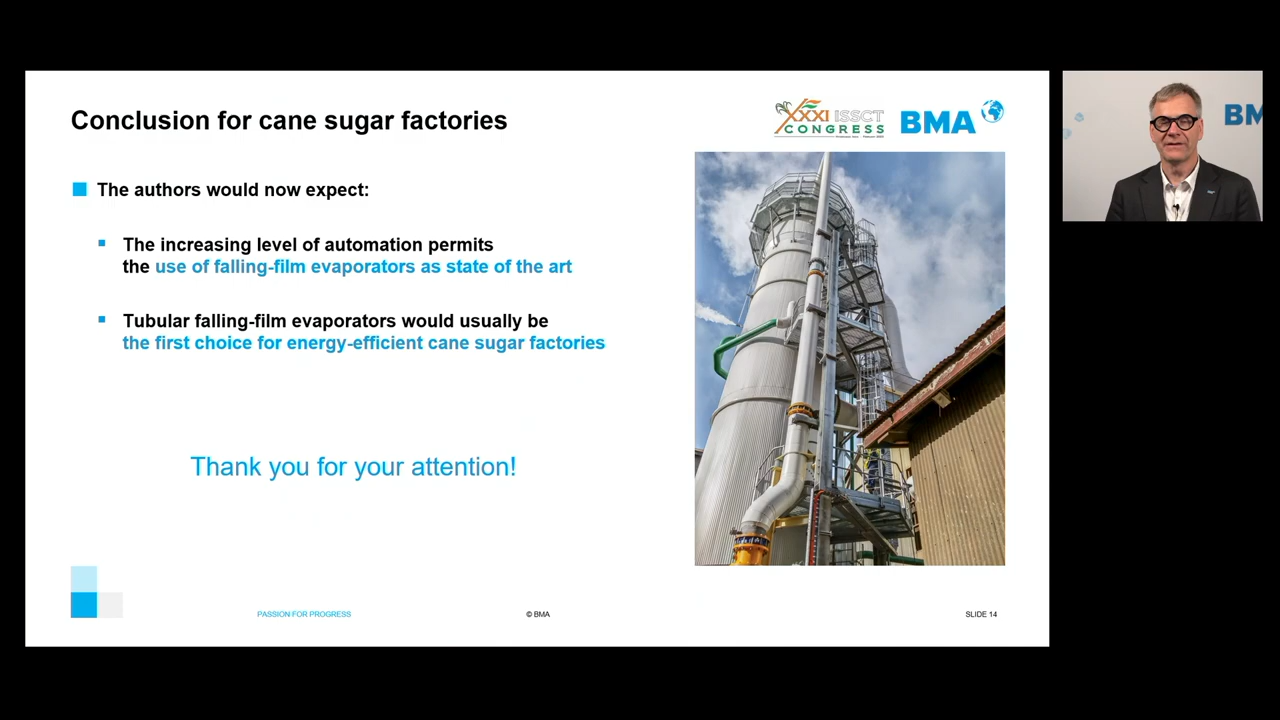 Conclusion for cane sugar factories
XXXI ISSCT
CONGRESS
BMA
The authors would now expect:
The increasing level of automation permits
the use of falling-film evaporators as state of the art
Tubular falling-film evaporators would usually be
the first choice for energy-efficient cane sugar factories
Thank you for your attention!
PASSION FOR PROGRESS
© BMA
SLIDE 14
BM